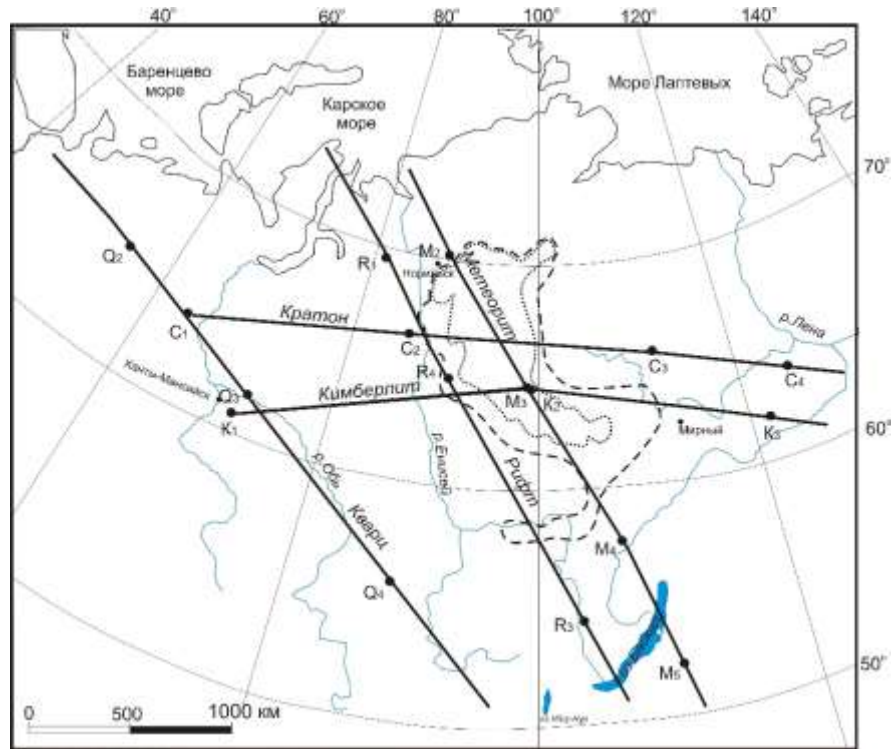 40° 60° 80° 100° 120° 140°
Баренцево
море
Карское
море
Море Лаптевых
70°
Q2
R1
M2
Метеорит
р.Лена
C1
Кратон
C2
C3
C4
R4
Ханты-Мансийск
Q3
Кимберлит
M3
K2
K1
K3
Мирный
60°
р.Обь
р.Енисей
Рифт
Кварц
M4
Q4
R3
M5
50°
0 500 1000 км